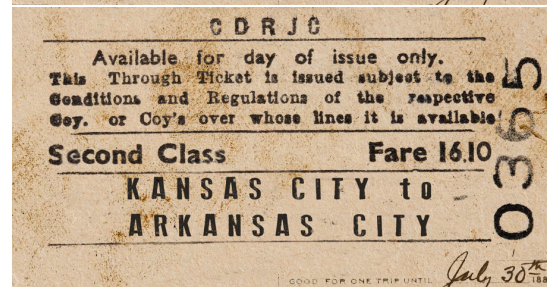 CDRJC
Available for day of issue only.
This Through Ticket is issued subject to the
Conditions and Regulations of the respective
Coy. or Coy's over whose lines it is available
Second Class Fare 16.10
KANSAS CITY to
ARKANSAS CITY
0365
GOOD FOR ONE TRIP UNTIL July 30th 188